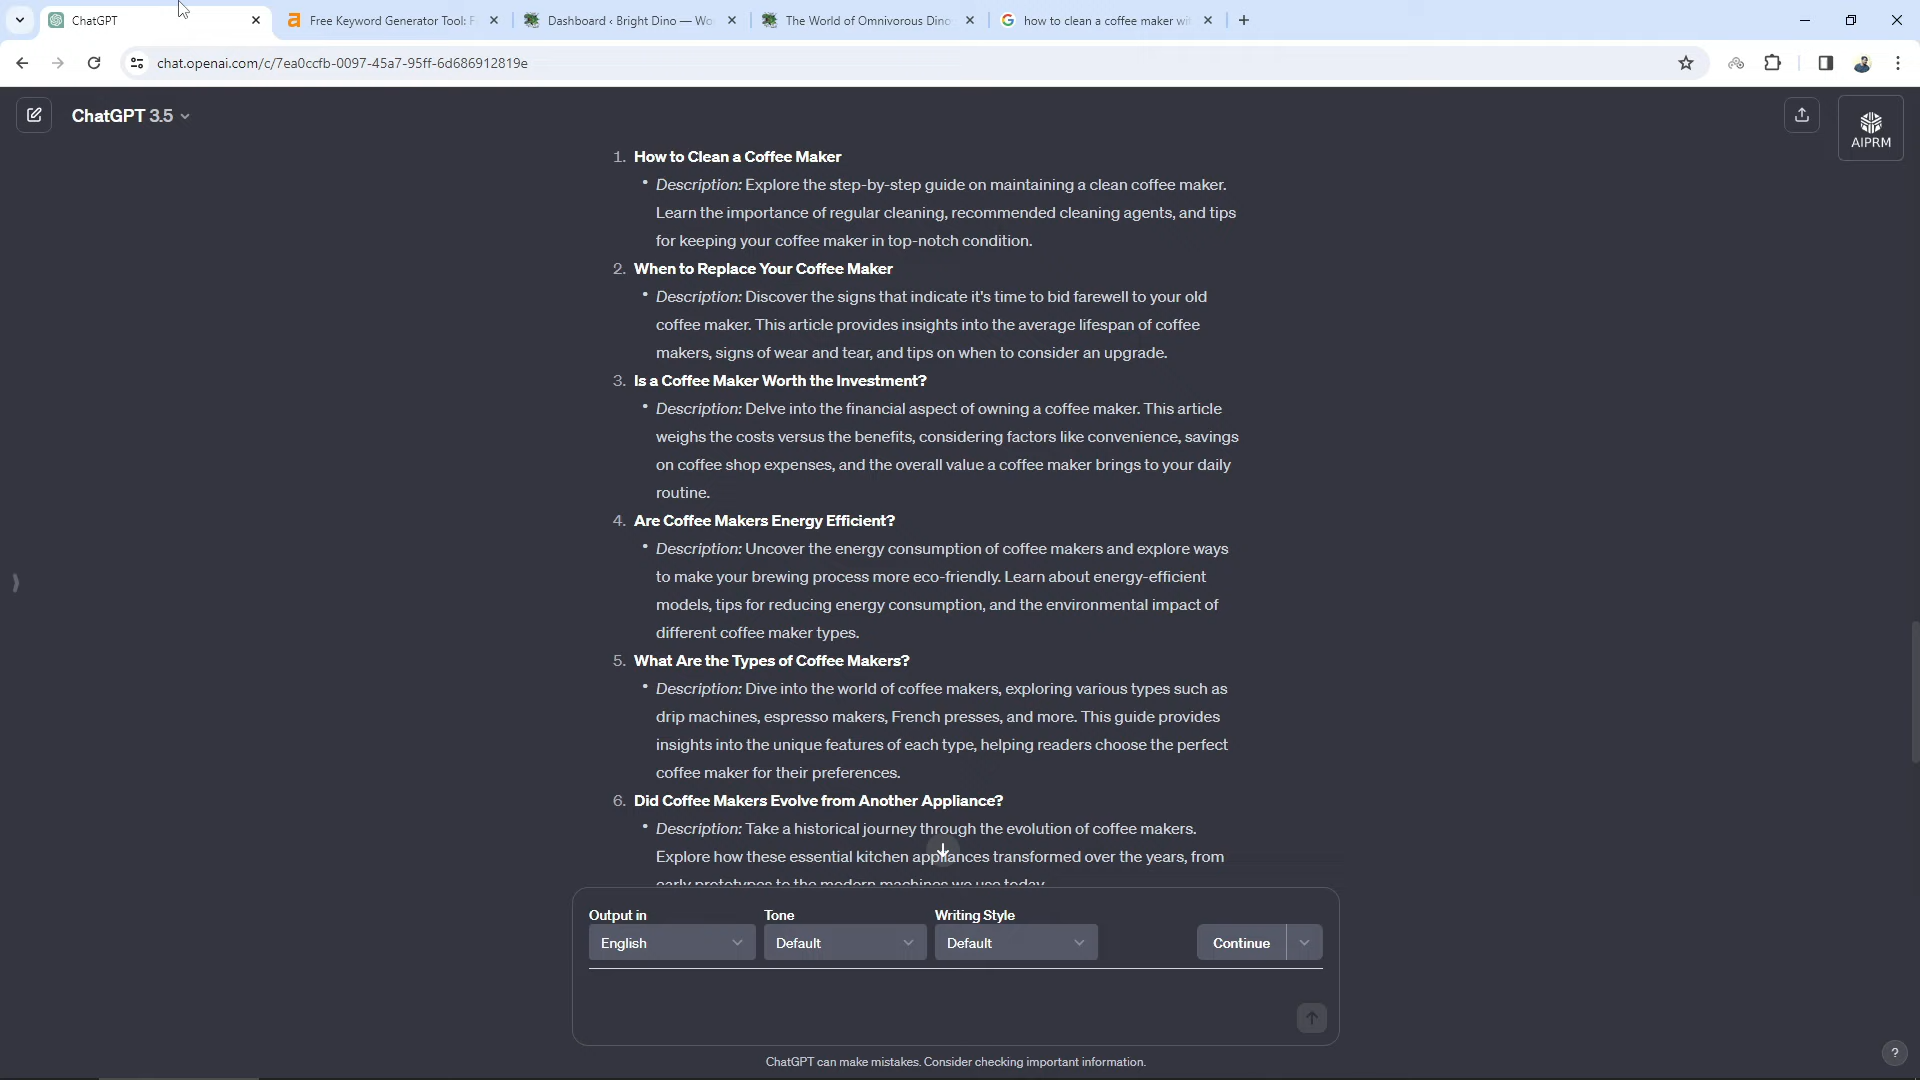 ChatGPT
Free Keyword Generator Tool: F
Dashboard ‹ Bright Dino — Wo
The World of Omnivorous Dino
how to clean a coffee maker wi
chat.openai.com/c/7ea0ccfb-0097-45a7-95ff-6d686912819e
ChatGPT 3.5
AIPRM
1. How to Clean a Coffee Maker
• Description: Explore the step-by-step guide on maintaining a clean coffee maker.
Learn the importance of regular cleaning, recommended cleaning agents, and tips
for keeping your coffee maker in top-notch condition.
2. When to Replace Your Coffee Maker
• Description: Discover the signs that indicate it's time to bid farewell to your old
coffee maker. This article provides insights into the average lifespan of coffee
makers, signs of wear and tear, and tips on when to consider an upgrade.
3. Is a Coffee Maker Worth the Investment?
• Description: Delve into the financial aspect of owning a coffee maker. This article
weighs the costs versus the benefits, considering factors like convenience, savings
on coffee shop expenses, and the overall value a coffee maker brings to your daily
routine.
4. Are Coffee Makers Energy Efficient?
• Description: Uncover the energy consumption of coffee makers and explore ways
to make your brewing process more eco-friendly. Learn about energy-efficient
models, tips for reducing energy consumption, and the environmental impact of
different coffee maker types.
5. What Are the Types of Coffee Makers?
• Description: Dive into the world of coffee makers, exploring various types such as
drip machines, espresso makers, French presses, and more. This guide provides
insights into the unique features of each type, helping readers choose the perfect
coffee maker for their preferences.
6. Did Coffee Makers Evolve from Another Appliance?
• Description: Take a historical journey through the evolution of coffee makers.
Explore how these essential kitchen appliances transformed over the years, from
early prototypes to the modern machines we use today.
Output in
Tone
Writing Style
English
Default
Default
Continue
ChatGPT can make mistakes. Consider checking important information.
?